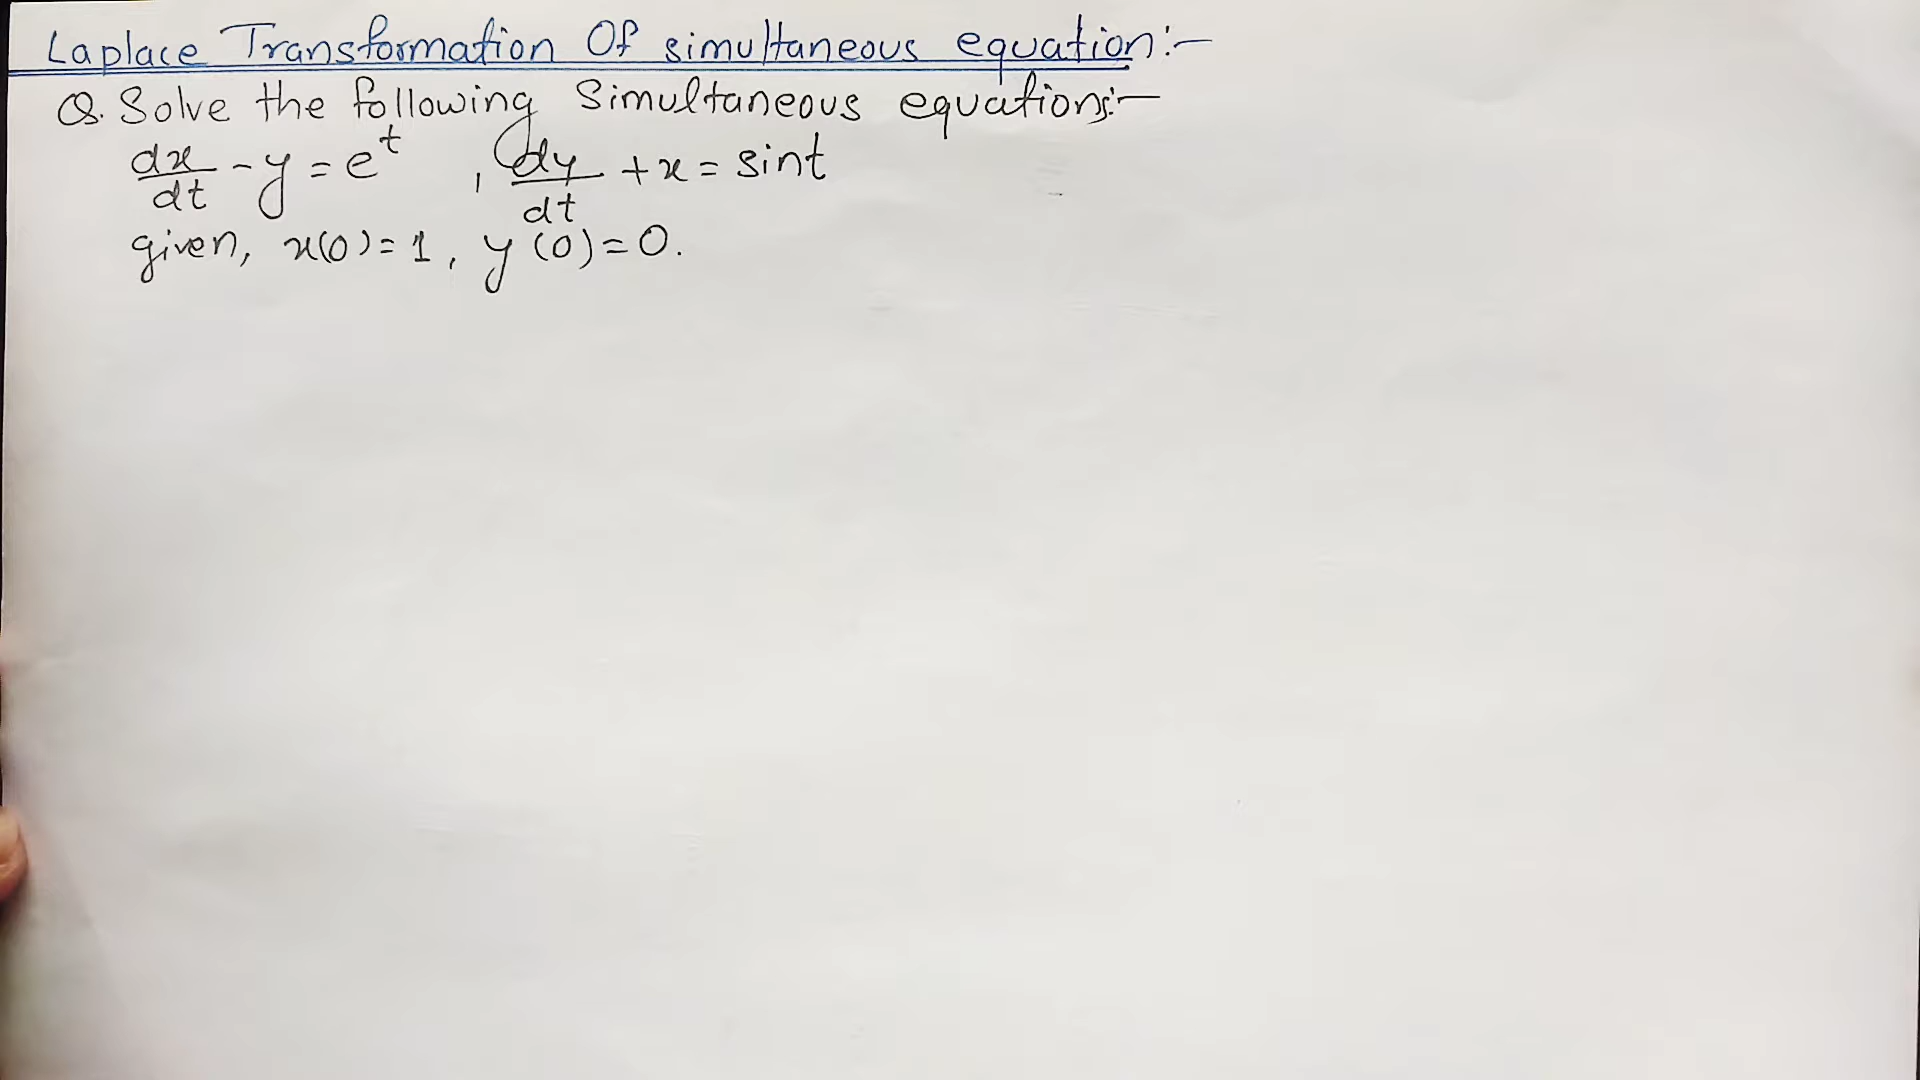 Laplace Transformation Of simultaneous equation:-
Q. Solve the following Simultaneous equations:-
dx/dt - y = e^t , dy/dt + x = sint
given, x(0) = 1, y(0) = 0.